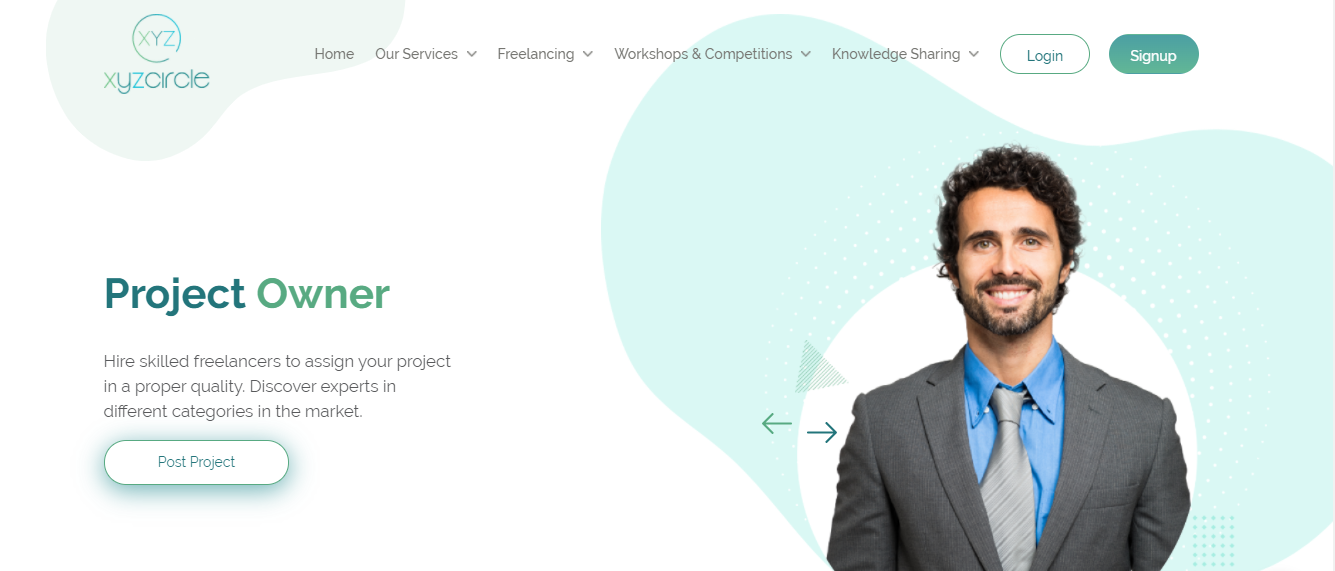 XYZ
xyzcircle
Home Our Services Freelancing Workshops & Competitions Knowledge Sharing Login Signup
Project Owner
Hire skilled freelancers to assign your project
in a proper quality. Discover experts in
different categories in the market.
Post Project